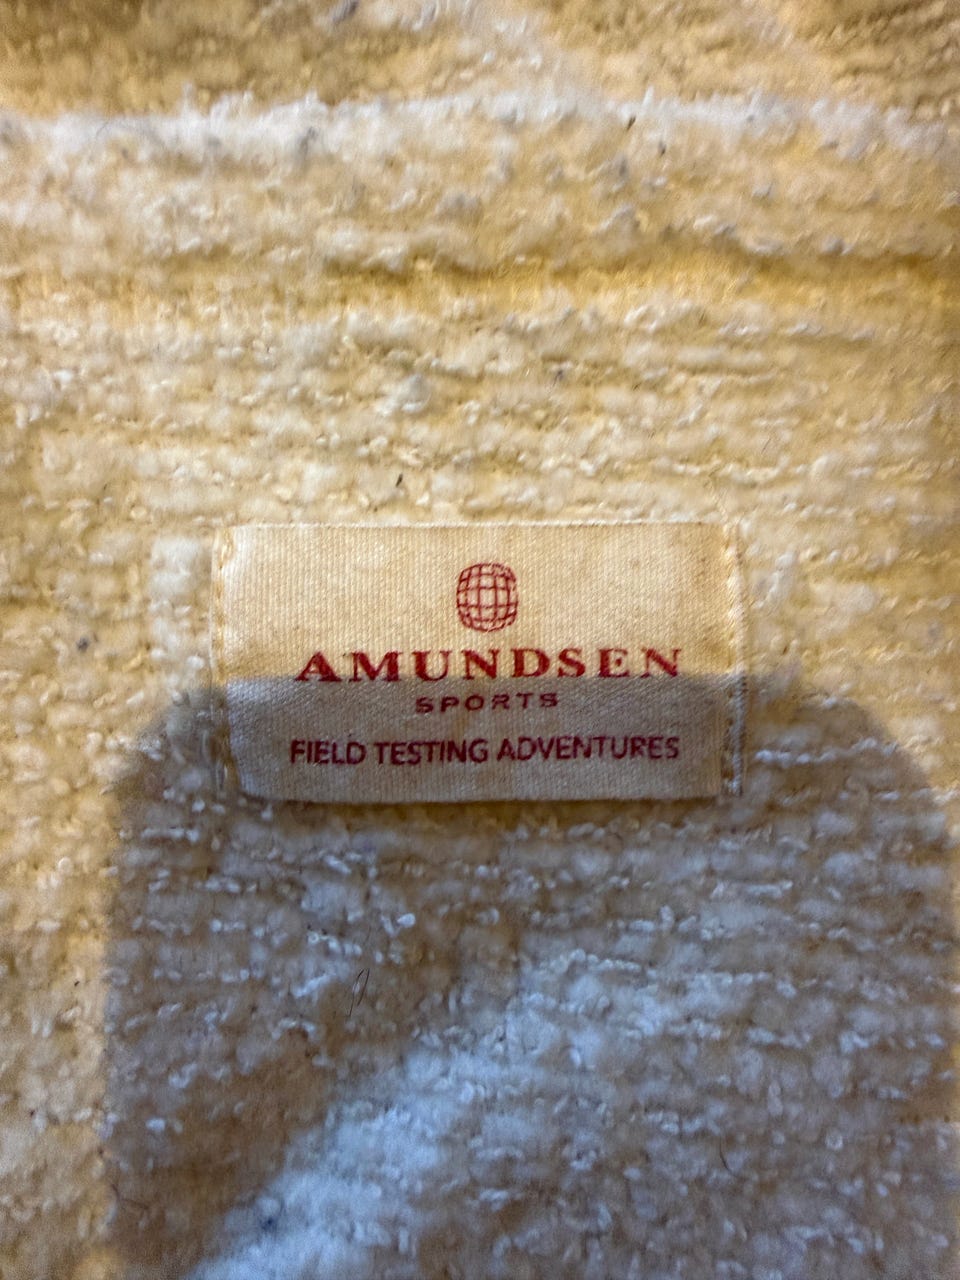 AMUNDSEN
SPORTS
FIELD TESTING ADVENTURES